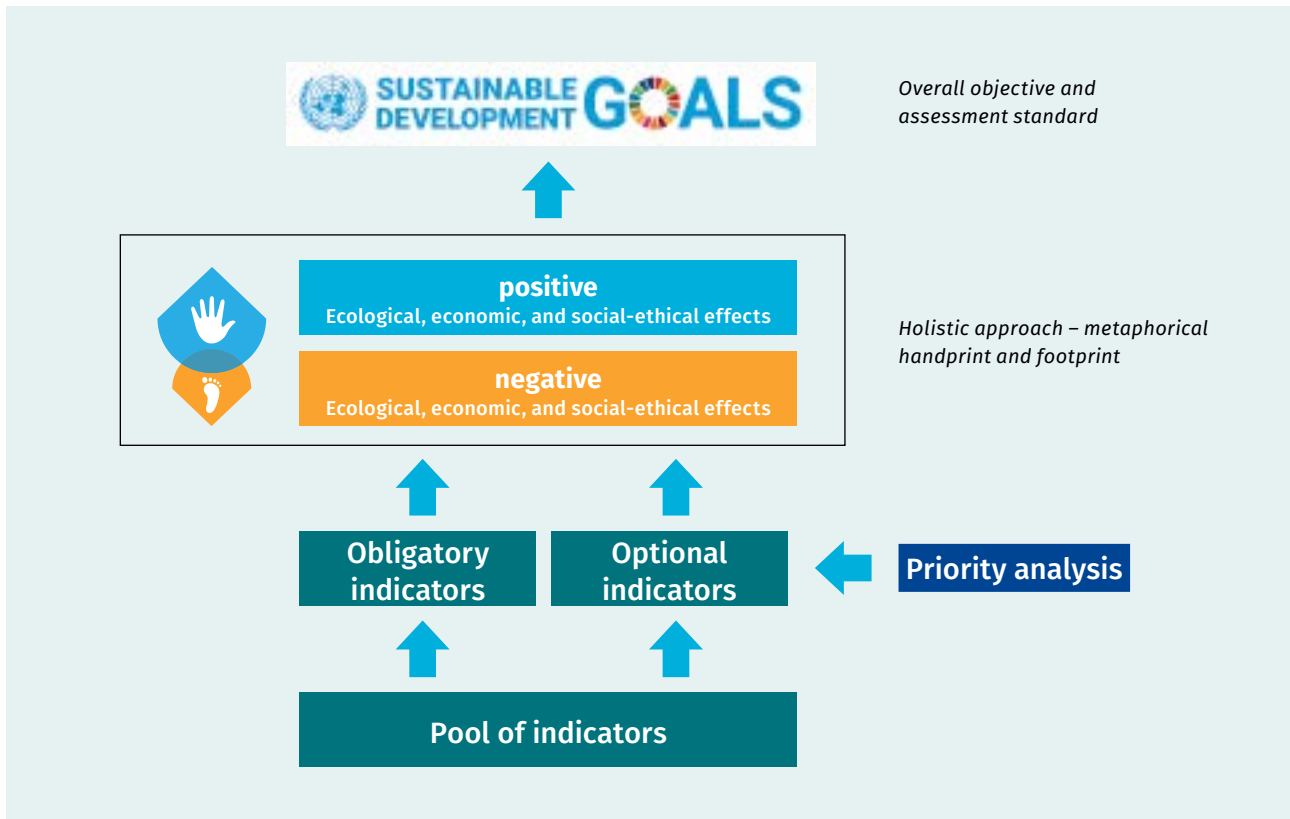 SUSTAINABLE
DEVELOPMENT
GOALS
Overall objective and
assessment standard
positive
Ecological, economic, and social-ethical effects
negative
Ecological, economic, and social-ethical effects
Holistic approach – metaphorical
handprint and footprint
Obligatory
indicators
Optional
indicators
Priority analysis
Pool of indicators